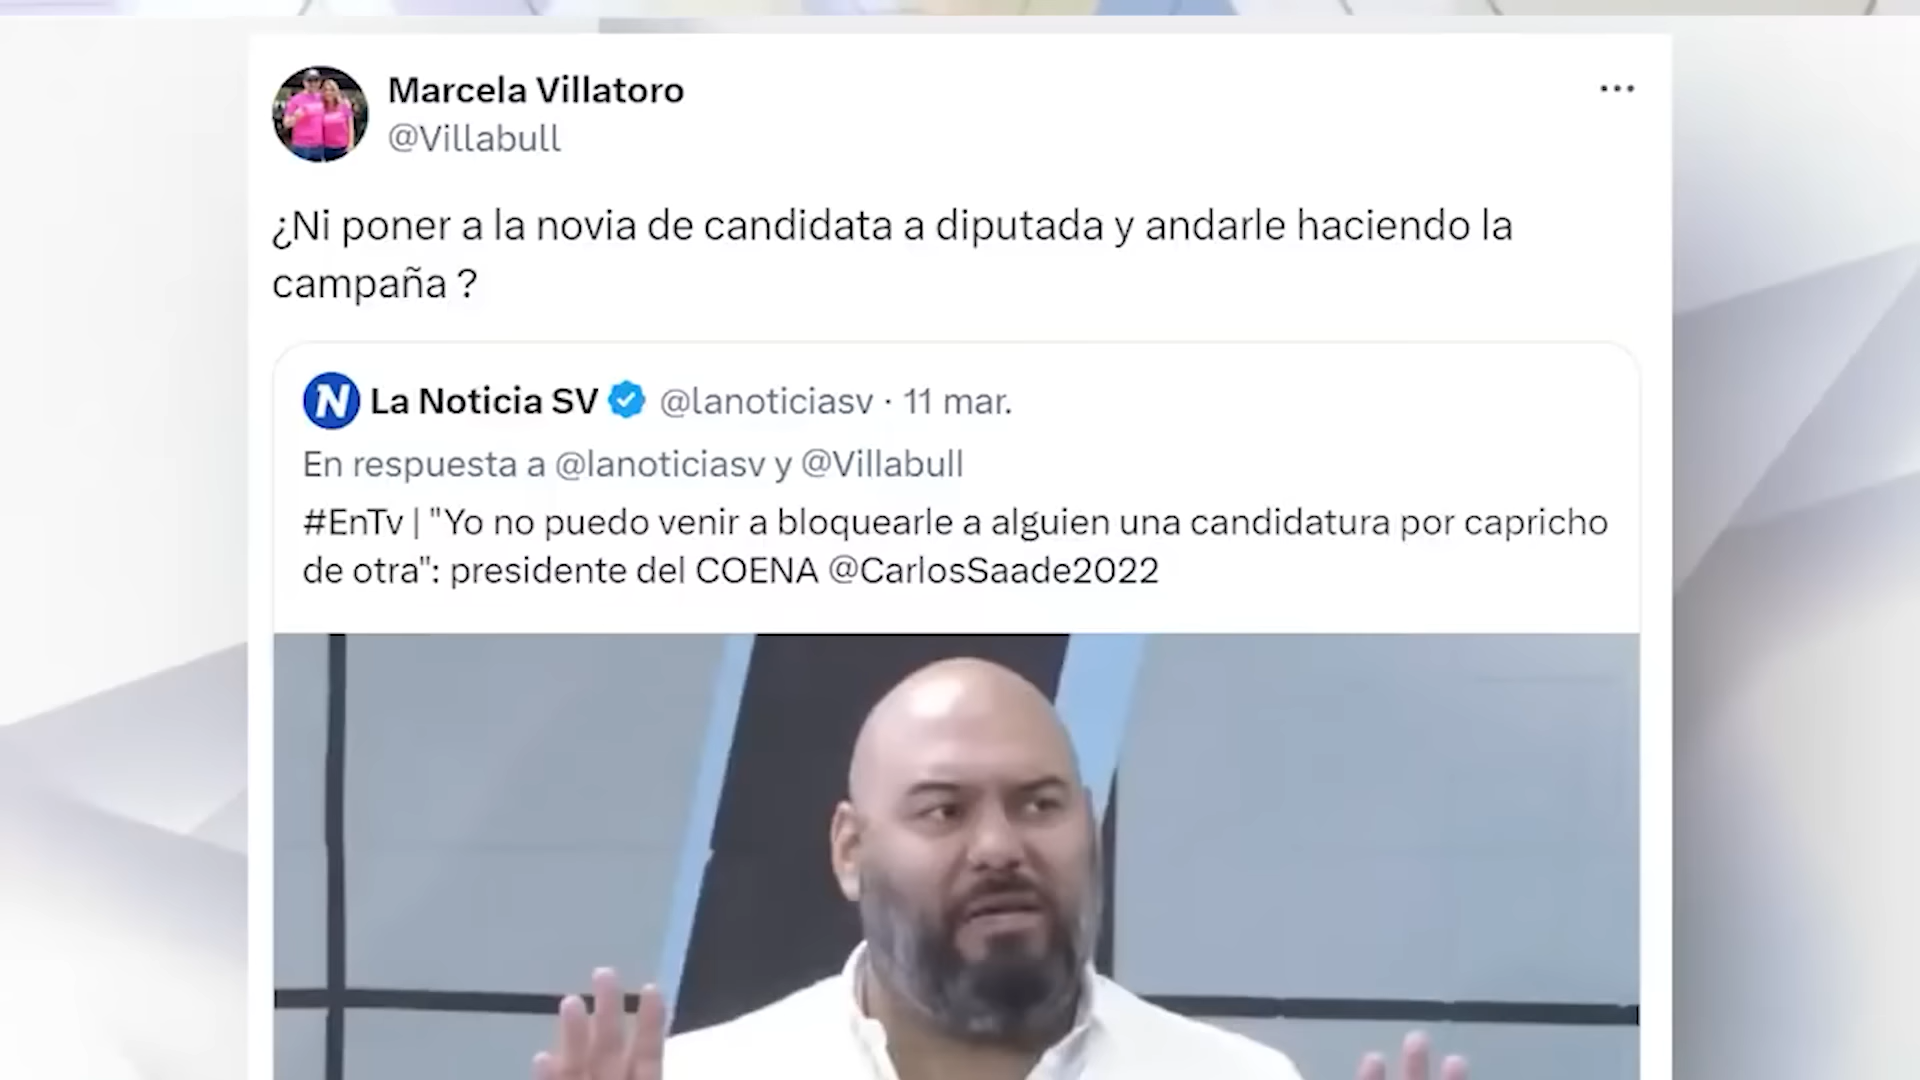 Marcela Villatoro
@Villabull
¿Ni poner a la novia de candidata a diputada y andarle haciendo la
campaña ?
N La Noticia SV @lanoticiasv · 11 mar.
En respuesta a @lanoticiasv y @Villabull
#EnTv | "Yo no puedo venir a bloquearle a alguien una candidatura por capricho
de otra": presidente del COENA @CarlosSaade2022